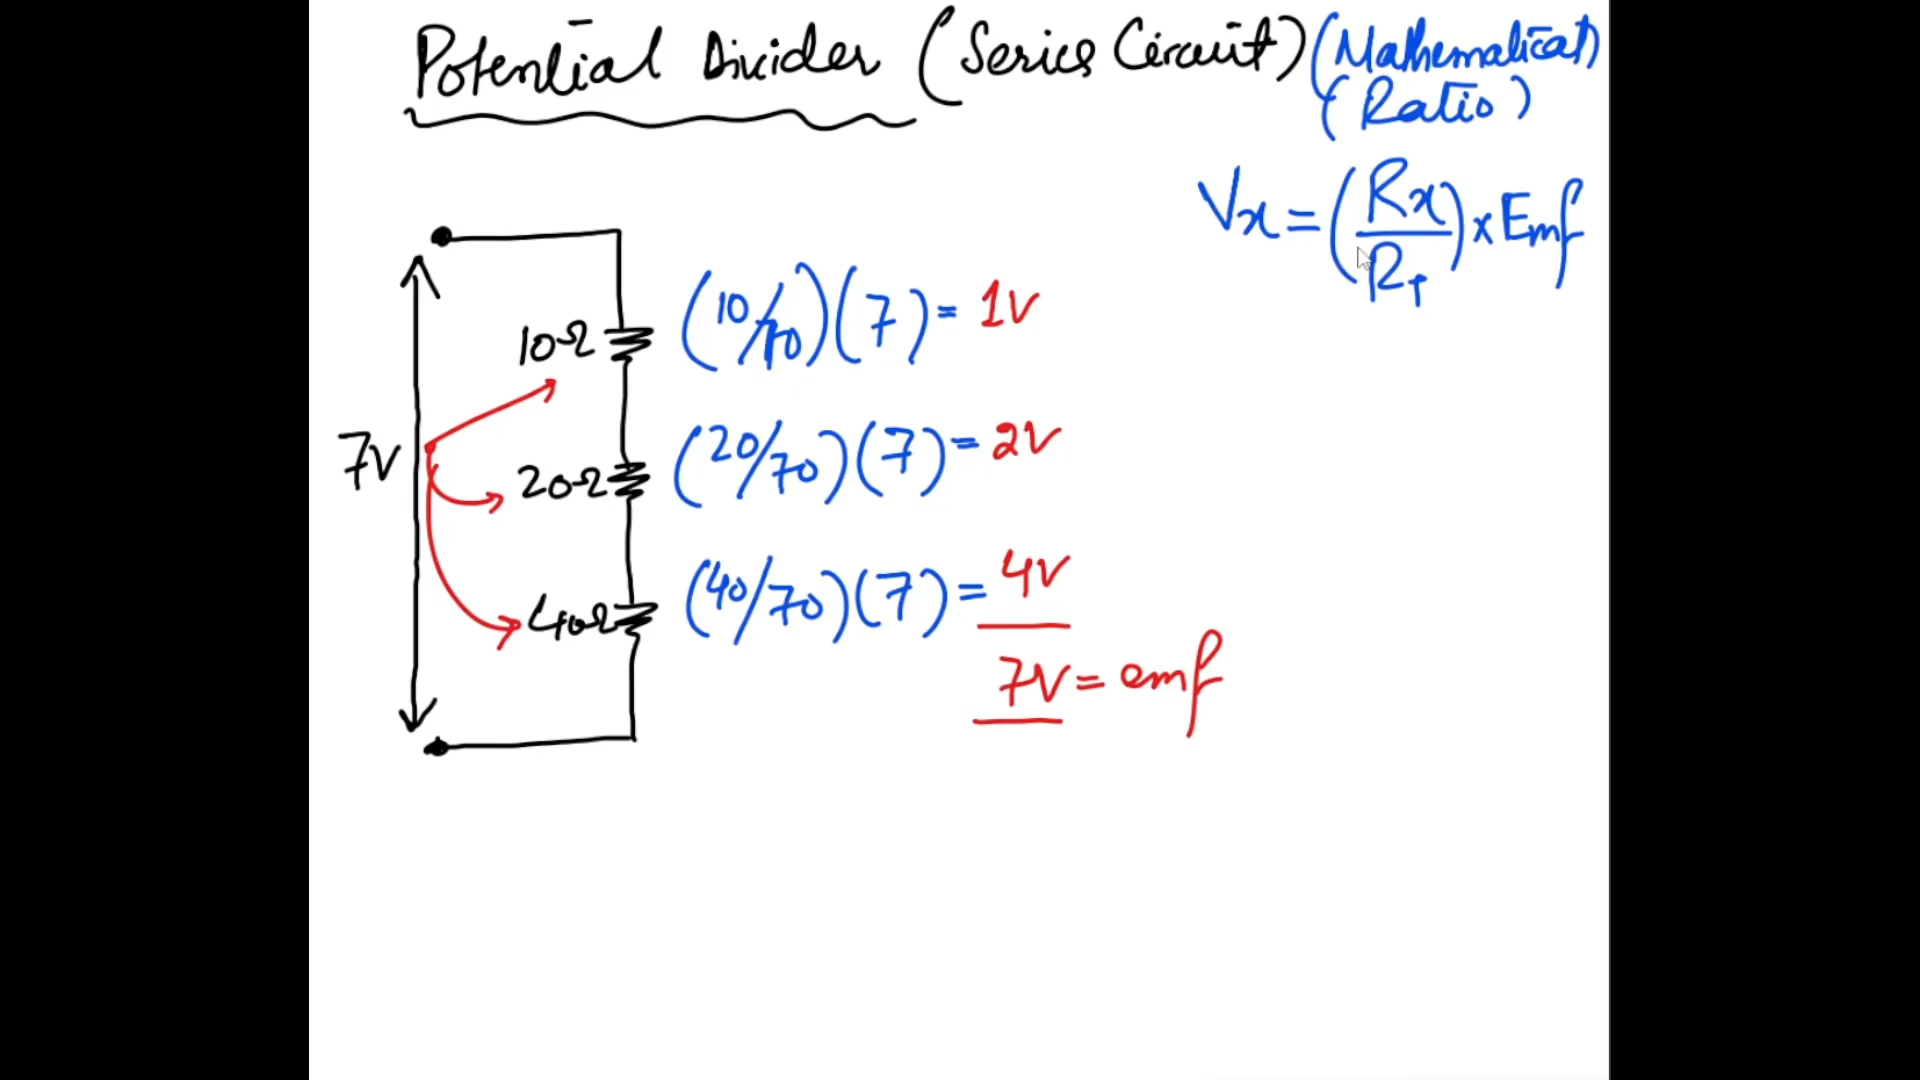 Potential Divider (Series Circuit) (Mathematical)
(Ratio)
Vx = (Rx/RT) x Emf
10Ω (10/70)(7) = 1V
7V
20Ω (20/70)(7) = 2V
40Ω (40/70)(7) = 4V
7V = emf